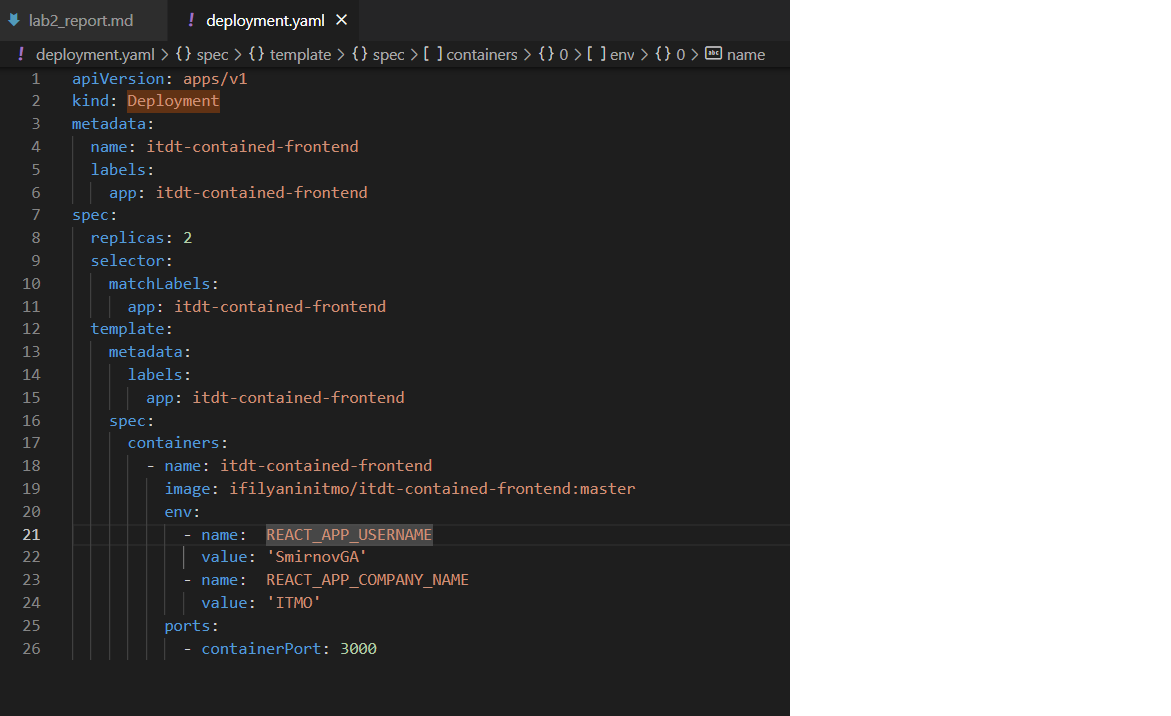 lab2_report.md ! deployment.yaml ×
! deployment.yaml > {} spec > {} template > {} spec > [ ] containers > {} 0 > [ ] env > {} 0 > abc name
1 apiVersion: apps/v1
2 kind: Deployment
3 metadata:
4   name: itdt-contained-frontend
5   labels:
6     app: itdt-contained-frontend
7 spec:
8   replicas: 2
9   selector:
10     matchLabels:
11       app: itdt-contained-frontend
12   template:
13     metadata:
14       labels:
15         app: itdt-contained-frontend
16     spec:
17       containers:
18         - name: itdt-contained-frontend
19           image: ifilyaninitmo/itdt-contained-frontend:master
20           env:
21             - name:  REACT_APP_USERNAME
22               value: 'SmirnovGA'
23             - name:  REACT_APP_COMPANY_NAME
24               value: 'ITMO'
25           ports:
26             - containerPort: 3000